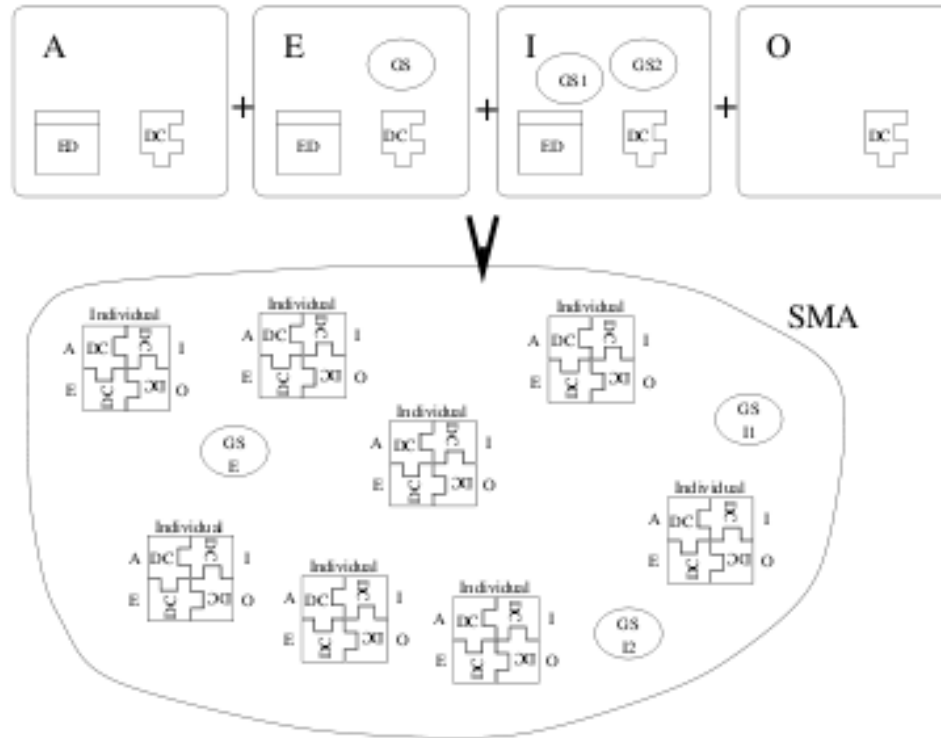 A
E
I
O
GS
GS1
GS2
ED
DC
+
ED
DC
+
ED
DC
+
DC
SMA
Individual
A DC DC I
E DC DC O
Individual
A DC DC I
E DC DC O
Individual
A DC DC I
E DC DC O
Individual
A DC DC I
E DC DC O
GS
E
GS
I1
Individual
A DC DC I
E DC DC O
Individual
A DC DC I
E DC DC O
Individual
A DC DC I
E DC DC O
Individual
A DC DC I
E DC DC O
GS
I2